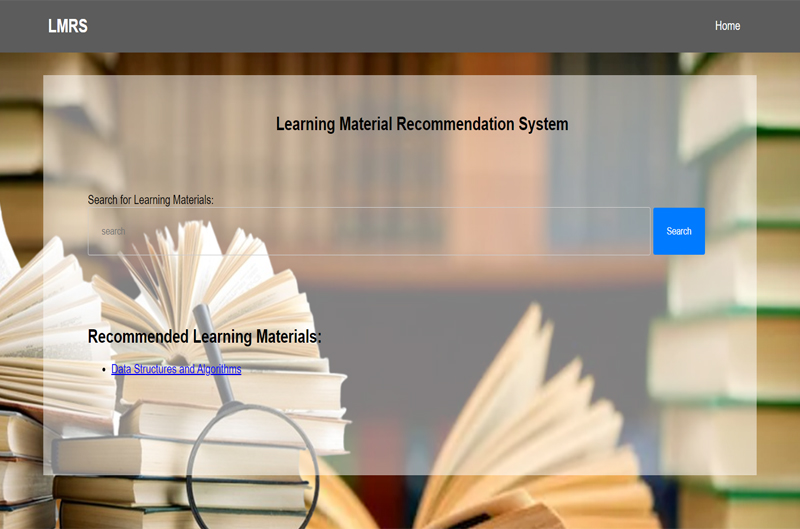 LMRS
Home
Learning Material Recommendation System
Search for Learning Materials:
search
Search
Recommended Learning Materials:
Data Structures and Algorithms